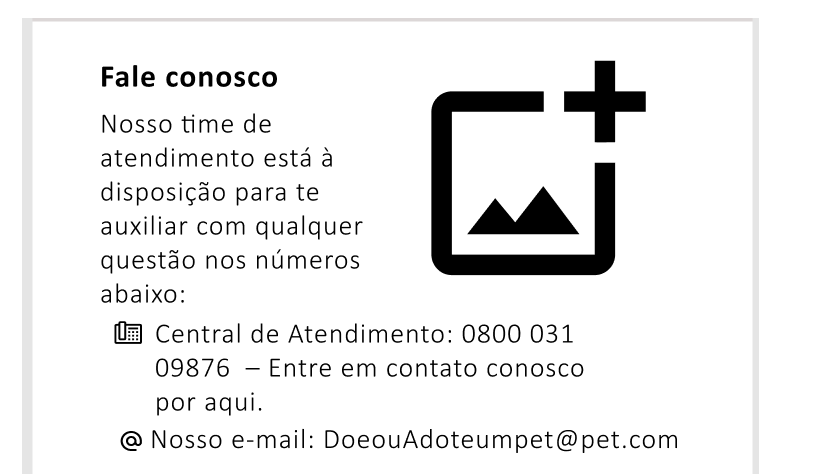 Fale conosco
Nosso time de
atendimento está à
disposição para te
auxiliar com qualquer
questão nos números
abaixo:
Central de Atendimento: 0800 031
09876 – Entre em contato conosco
por aqui.
@ Nosso e-mail: DoeouAdoteumpet@pet.com